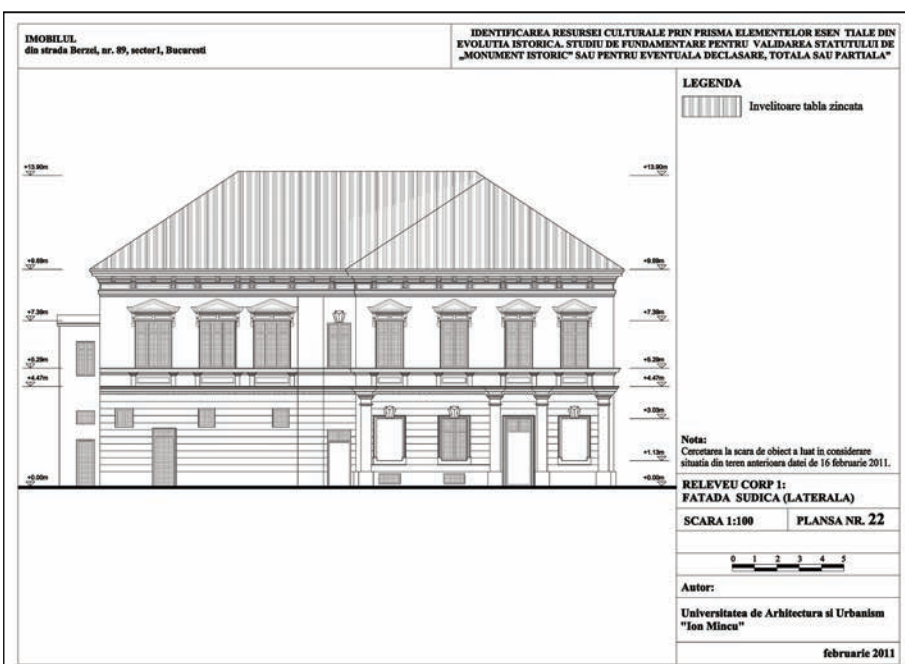 IMOBILUL
din strada Berzei, nr. 89, sector1, Bucuresti
IDENTIFICAREA RESURSEI CULTURALE PRIN PRISMA ELEMENTELOR ESEN TIALE DIN
EVOLUTIA ISTORICA. STUDIU DE FUNDAMENTARE PENTRU VALIDAREA STATUTULUI DE
„MONUMENT ISTORIC" SAU PENTRU EVENTUALA DECLASARE, TOTALA SAU PARTIALA"
LEGENDA
Invelitoare tabla zincata
+13.90m
+9.69m
+7.39m
+5.29m
+4.47m
+0.00m
+13.90m
+9.69m
+7.39m
+5.29m
+4.47m
+3.03m
+1.13m
+0.00m
Nota:
Cercetarea la scara de obiect a luat in considerare
situatia din teren anterioara datei de 16 februarie 2011.
RELEVEU CORP 1:
FATADA SUDICA (LATERALA)
SCARA 1:100
PLANSA NR. 22
0 1 2 3 4 5
Autor:
Universitatea de Arhitectura si Urbanism
"Ion Mincu"
februarie 2011